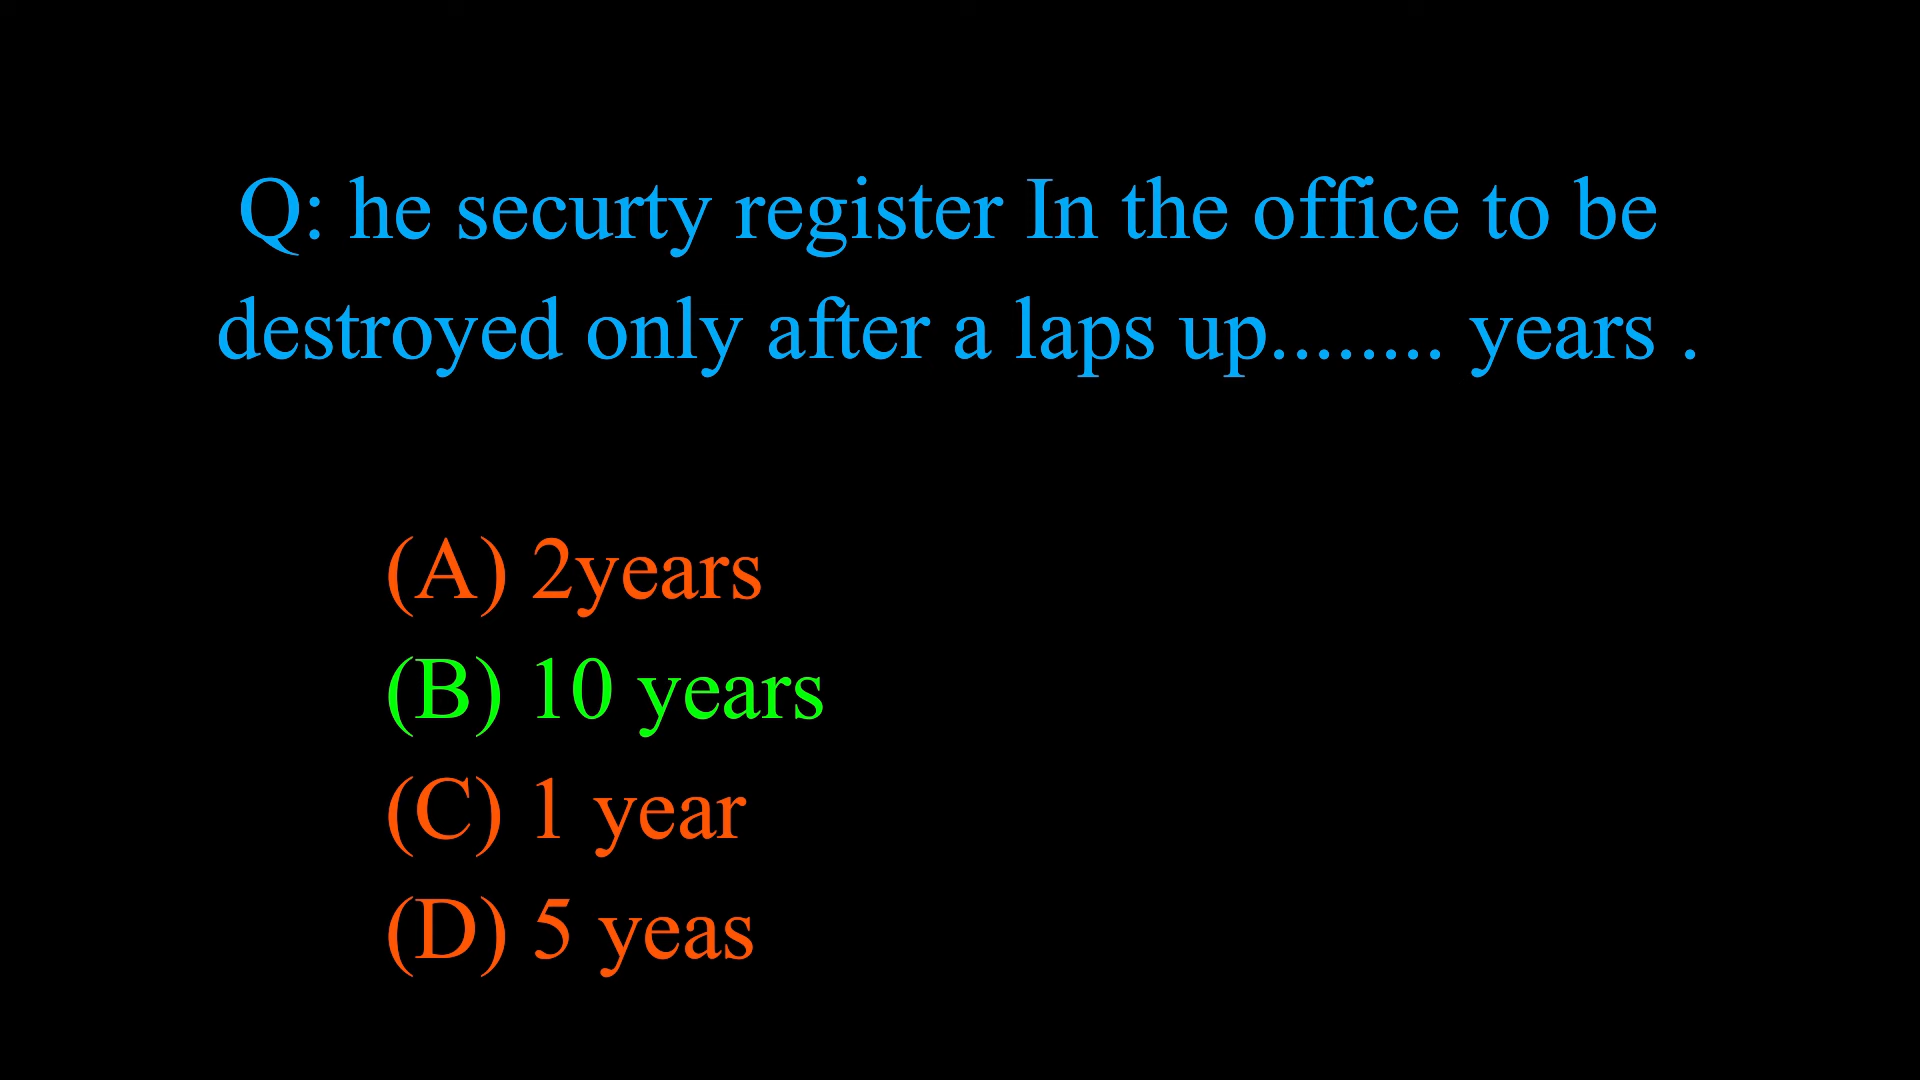 Q: he securty register In the office to be
destroyed only after a laps up........ years .
(A) 2years
(B) 10 years
(C) 1 year
(D) 5 yeas